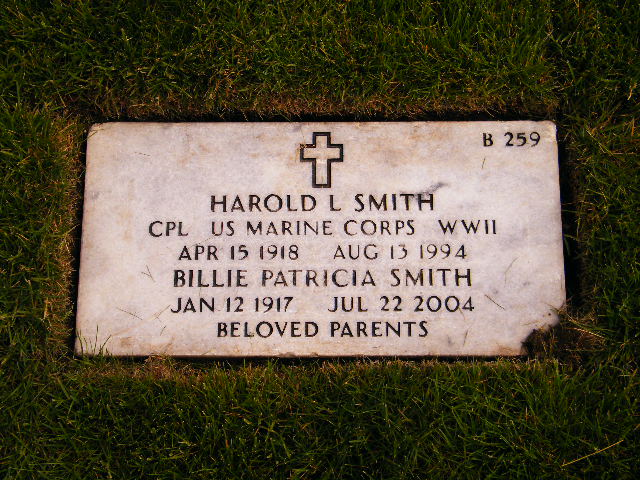 B 259
HAROLD L SMITH
CPL US MARINE CORPS WWII
APR 15 1918 AUG 13 1994
BILLIE PATRICIA SMITH
JAN 12 1917 JUL 22 2004
BELOVED PARENTS